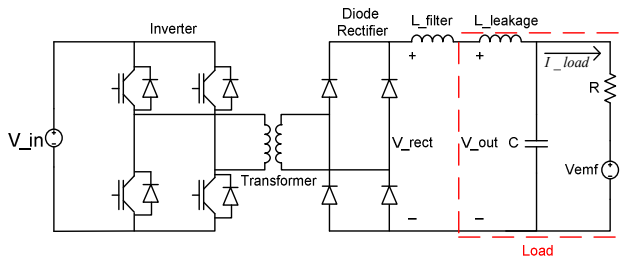 Inverter
Diode
Rectifier
L_filter
L_leakage
+
+
I_load
R
V_in
V_rect
V_out
C
Vemf
Transformer
−
−
Load